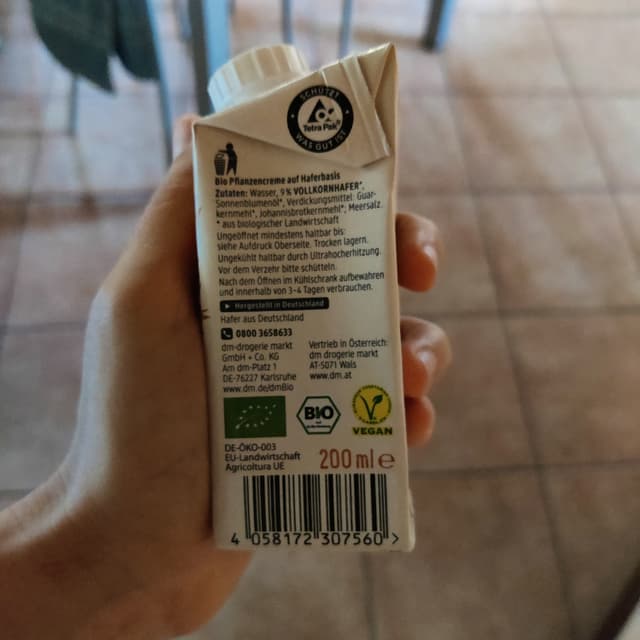 SCHÜTZT
Tetra Pak®
WAS GUT IST
Bio Pflanzencreme auf Haferbasis
Zutaten: Wasser, 9% VOLLKORNHAFER*,
Sonnenblumenöl*, Verdickungsmittel: Guar-
kernmehl*, Johannisbrotkernmehl*; Meersalz.
* aus biologischer Landwirtschaft
Ungeöffnet mindestens haltbar bis:
siehe Aufdruck Oberseite. Trocken lagern.
Ungekühlt haltbar durch Ultrahocherhitzung.
Vor dem Verzehr bitte schütteln.
Nach dem Öffnen im Kühlschrank aufbewahren
und innerhalb von 3-4 Tagen verbrauchen.
Hergestellt in Deutschland
Hafer aus Deutschland
0800 3658633
dm-drogerie markt
GmbH + Co. KG
Am dm-Platz 1
DE-76227 Karlsruhe
www.dm.de/dmBio
Vertrieb in Österreich:
dm drogerie markt
AT-5071 Wals
www.dm.at
BIO
VEGAN
DE-ÖKO-003
EU-Landwirtschaft
Agricoltura UE
200 ml e
4 058172 307560 >